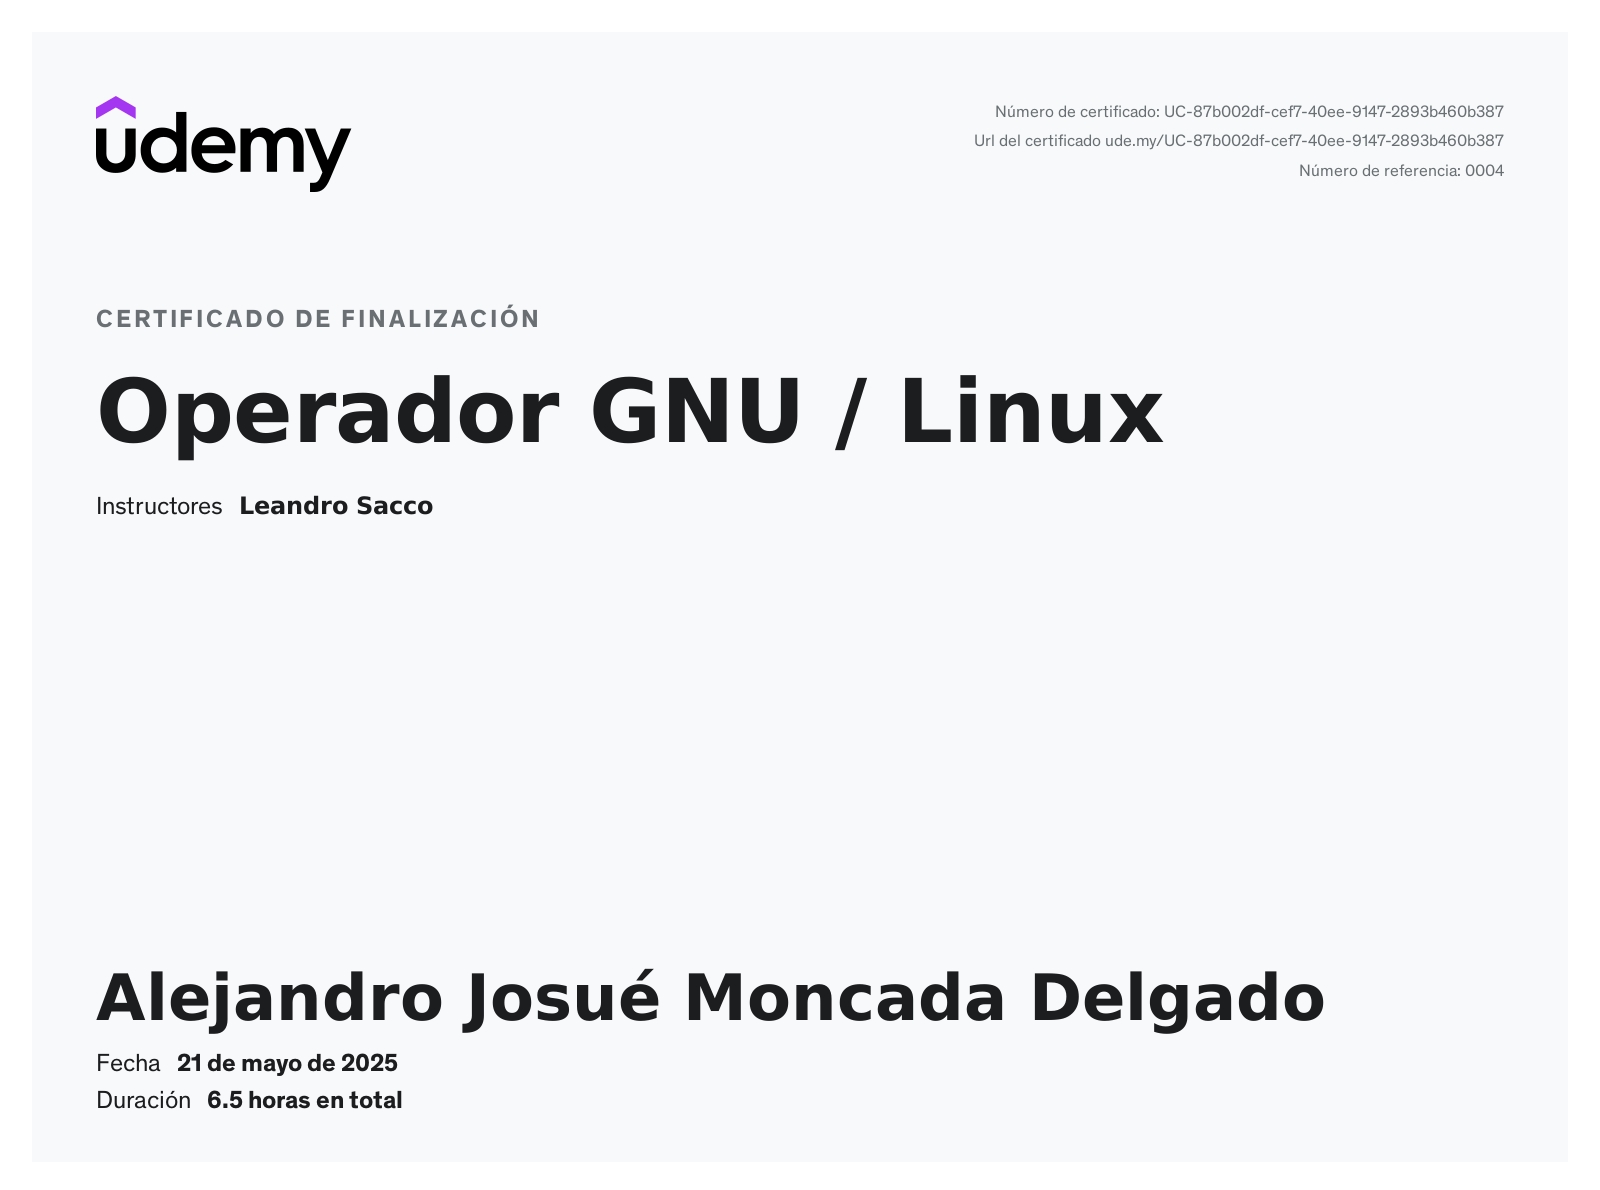 udemy
Número de certificado: UC-87b002df-cef7-40ee-9147-2893b460b387
Url del certificado ude.my/UC-87b002df-cef7-40ee-9147-2893b460b387
Número de referencia: 0004
CERTIFICADO DE FINALIZACIÓN
Operador GNU / Linux
Instructores Leandro Sacco
Alejandro Josué Moncada Delgado
Fecha 21 de mayo de 2025
Duración 6.5 horas en total